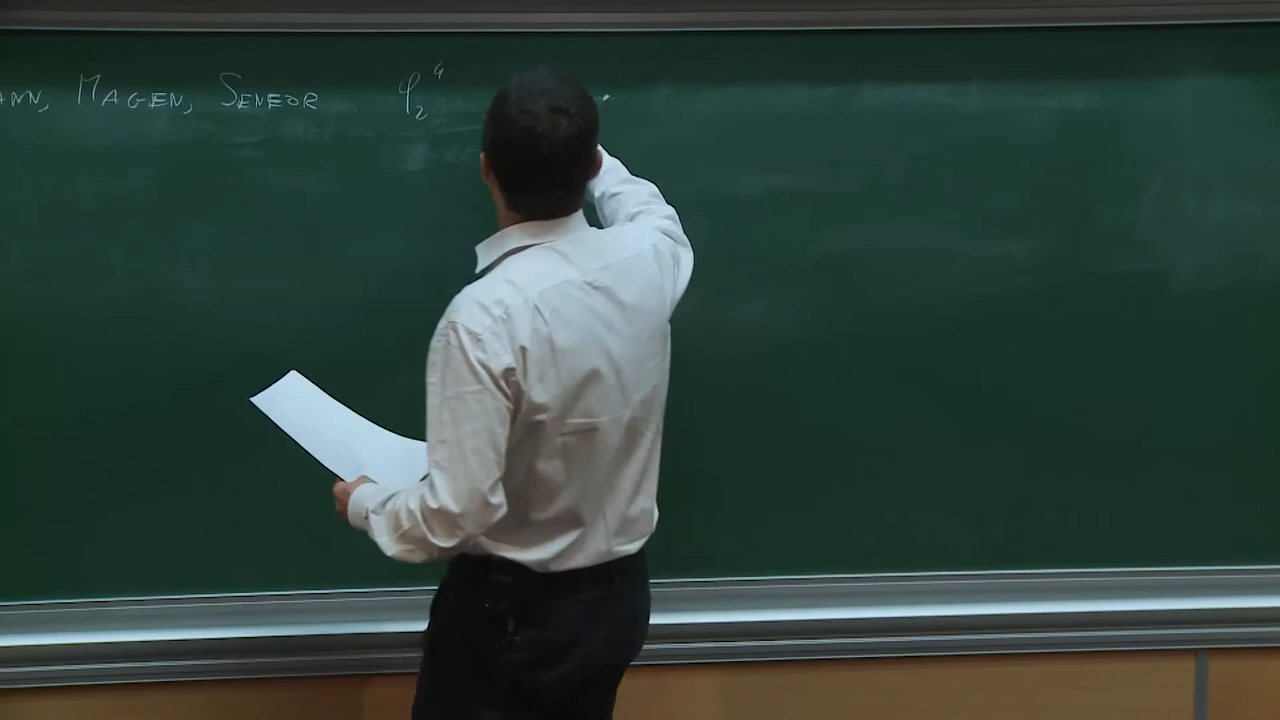 ANN, MAGEN, SENEOR φ₂⁴